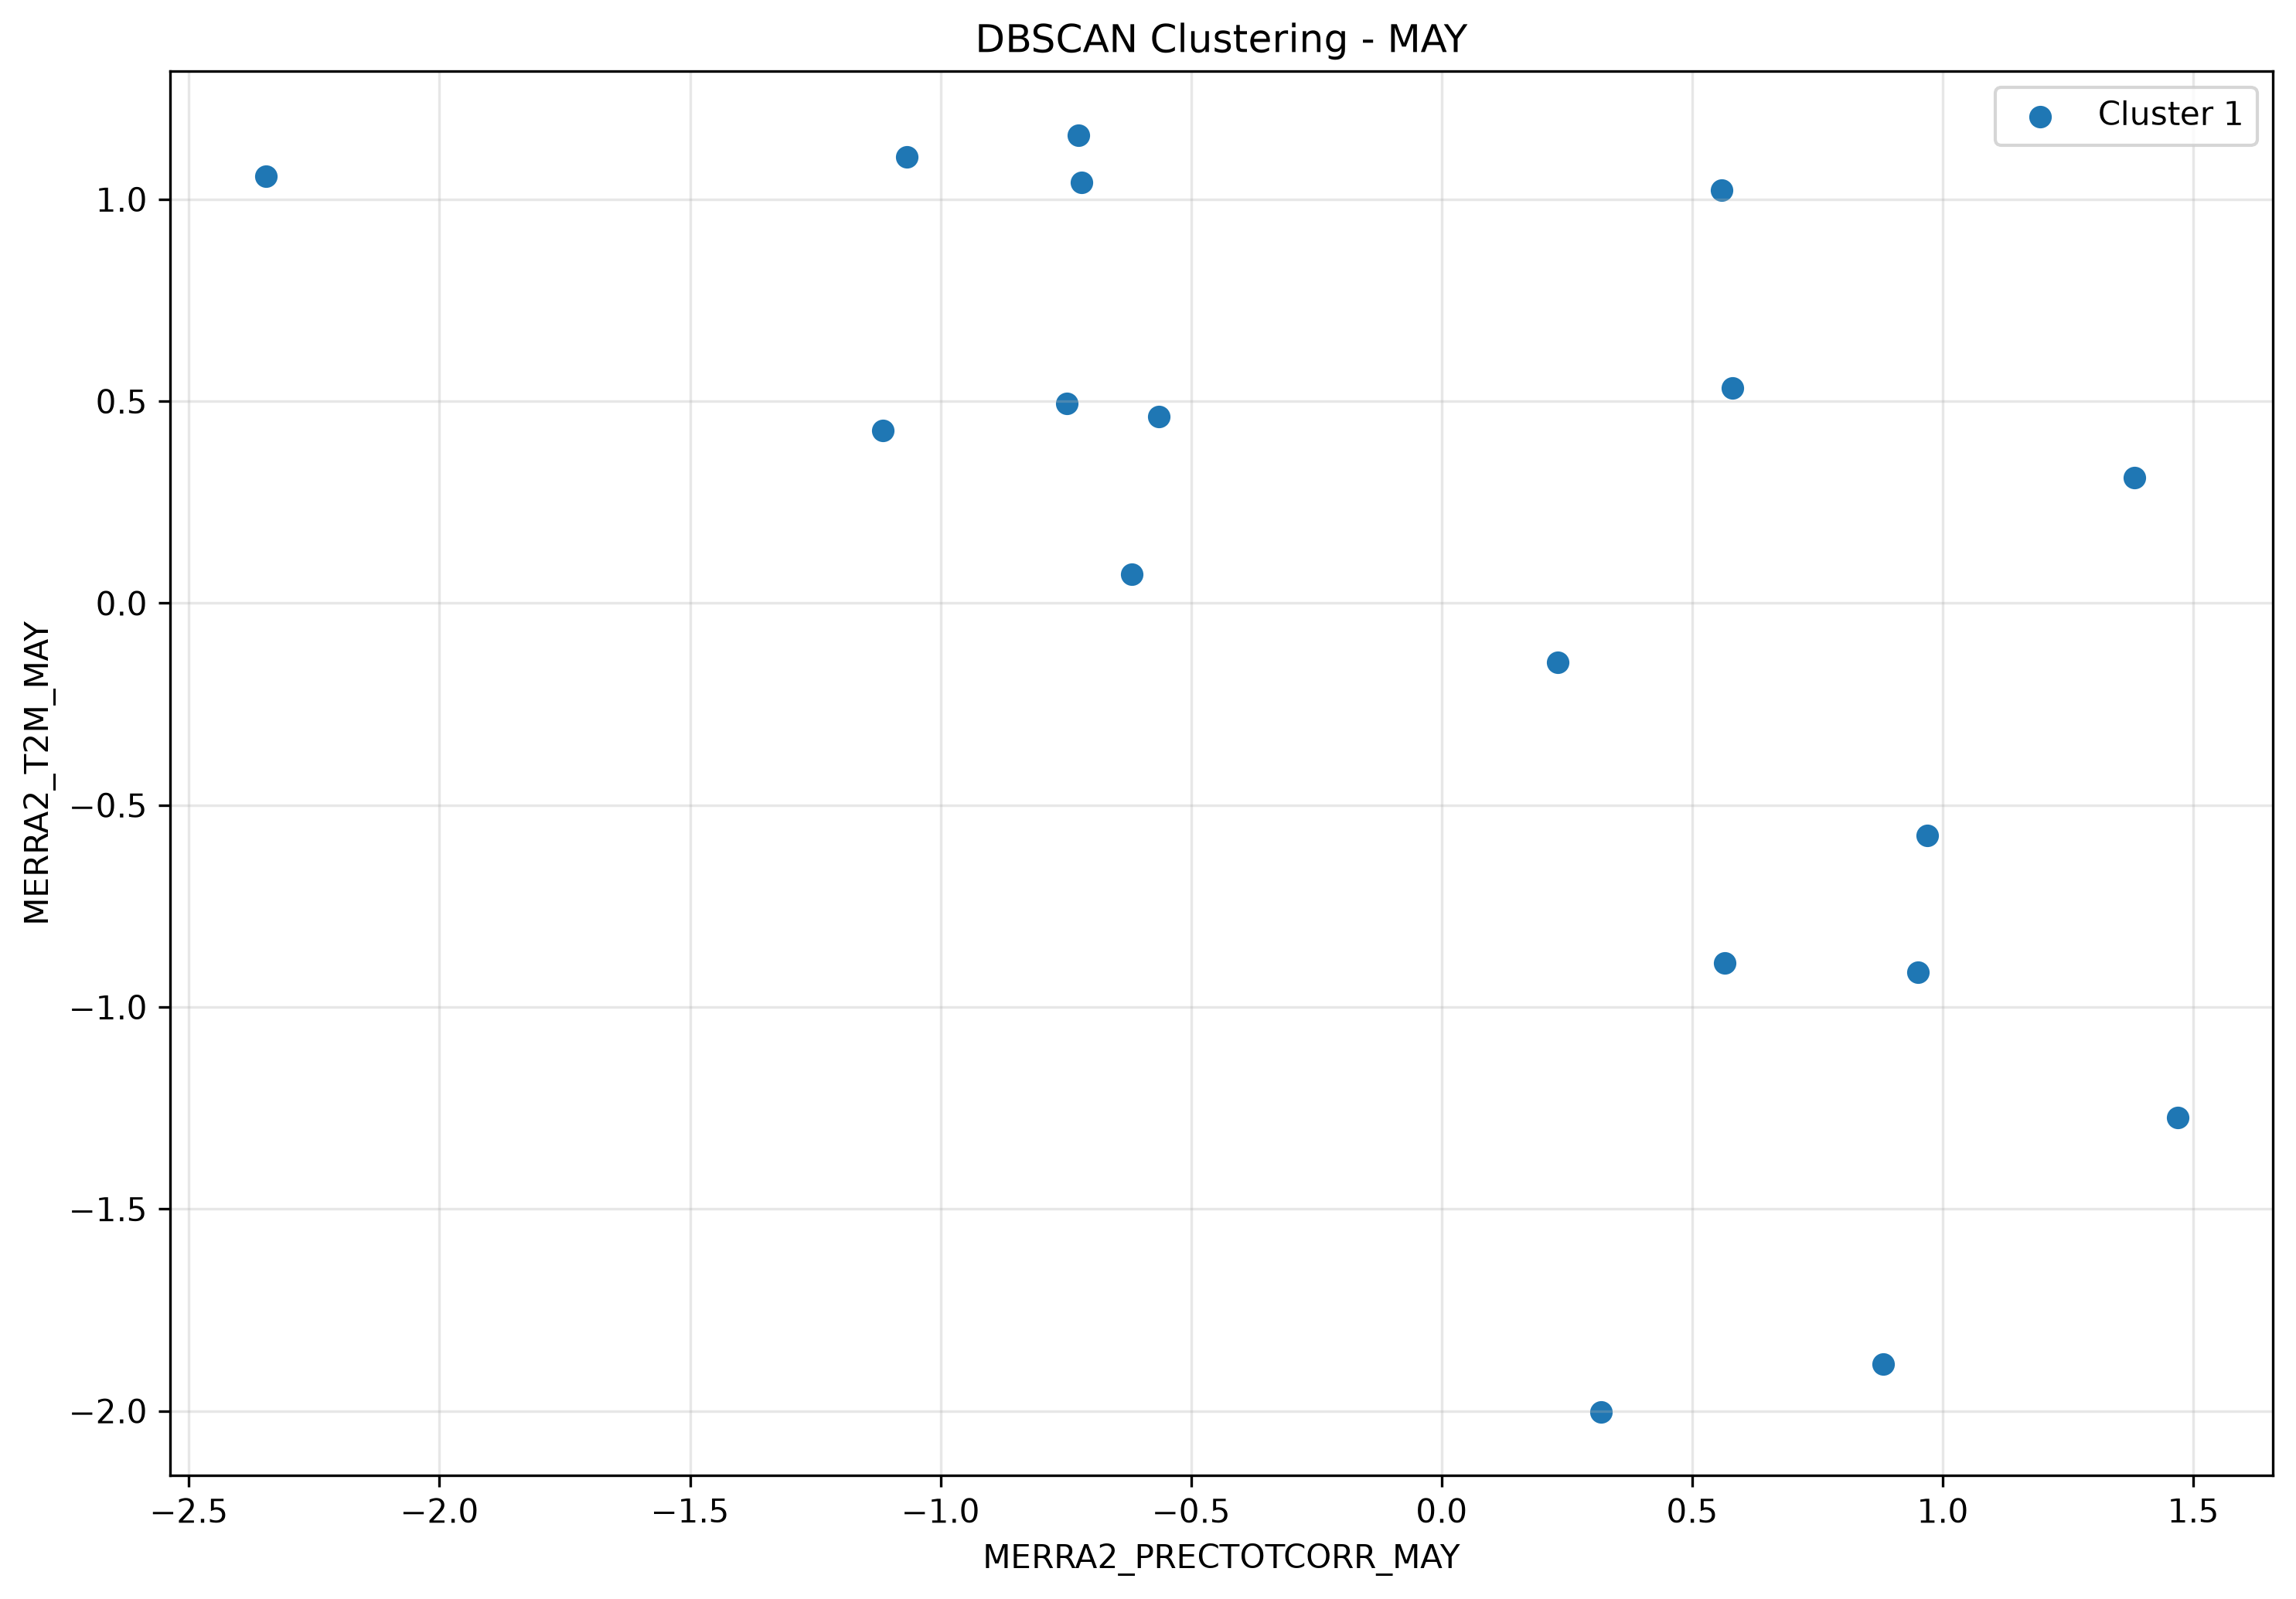 DBSCAN Clustering - MAY
Cluster 1
MERRA2_T2M_MAY
1.0
0.5
0.0
−0.5
−1.0
−1.5
−2.0
−2.5 −2.0 −1.5 −1.0 −0.5 0.0 0.5 1.0 1.5
MERRA2_PRECTOTCORR_MAY